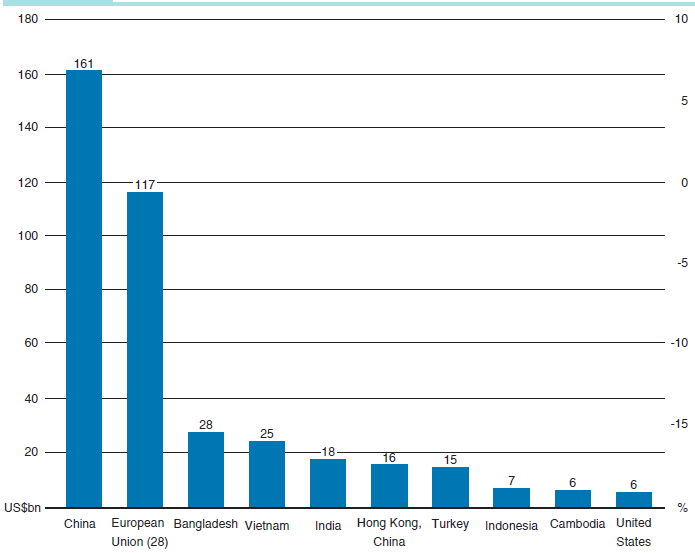 180 10
161
160
5
140
120 117 0
100
-5
80
60 -10
40
28 -15
25
20 18 16 15
7 6 6
US$bn %
China European Bangladesh Vietnam India Hong Kong, Turkey Indonesia Cambodia United
Union (28) China States